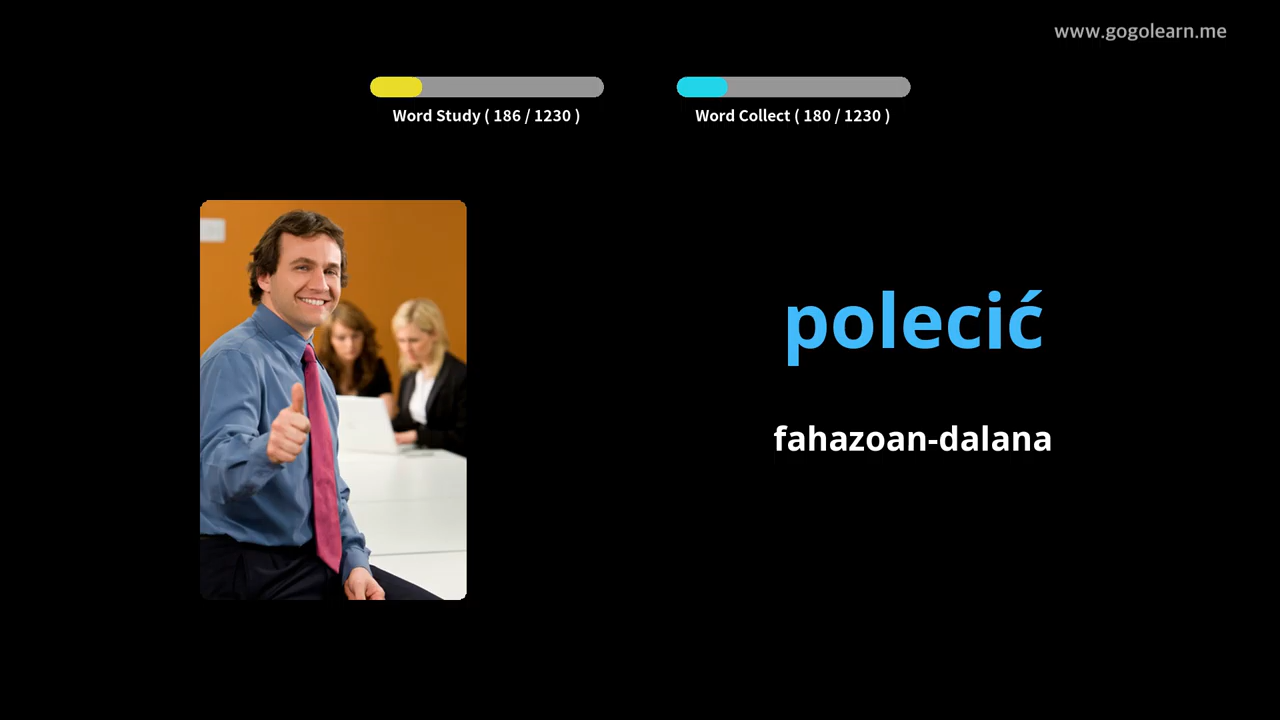 www.gogolearn.me
Word Study ( 186 / 1230 )
Word Collect ( 180 / 1230 )
polecić
fahazoan-dalana